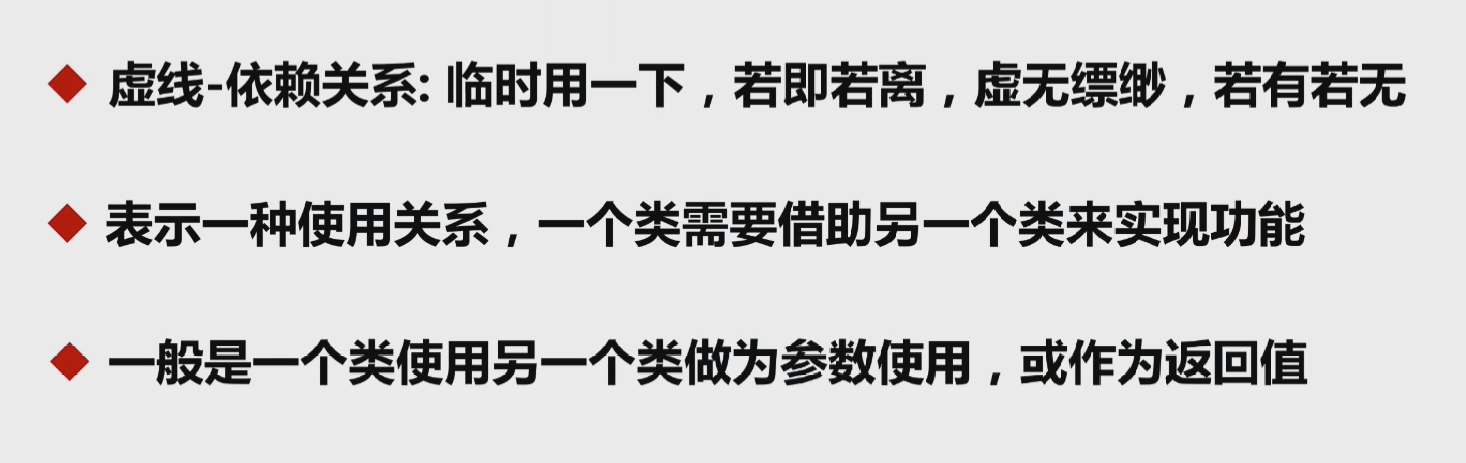 虚线-依赖关系: 临时用一下，若即若离，虚无缥缈，若有若无
表示一种使用关系，一个类需要借助另一个类来实现功能
一般是一个类使用另一个类做为参数使用，或作为返回值